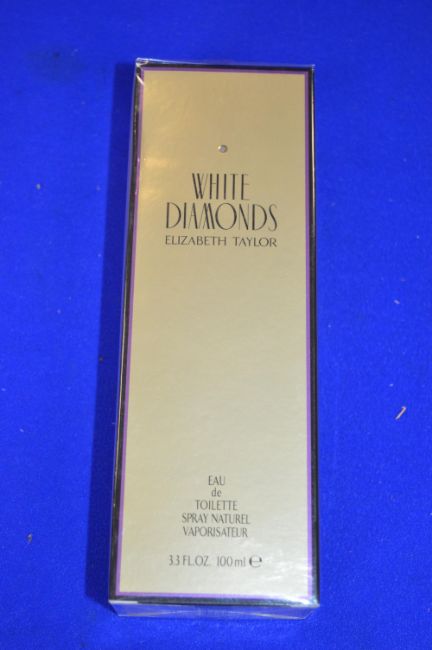 WHITE
DIAMONDS
ELIZABETH TAYLOR
EAU
de
TOILETTE
SPRAY NATUREL
VAPORISATEUR
3.3 FL.OZ. 100 ml ℮